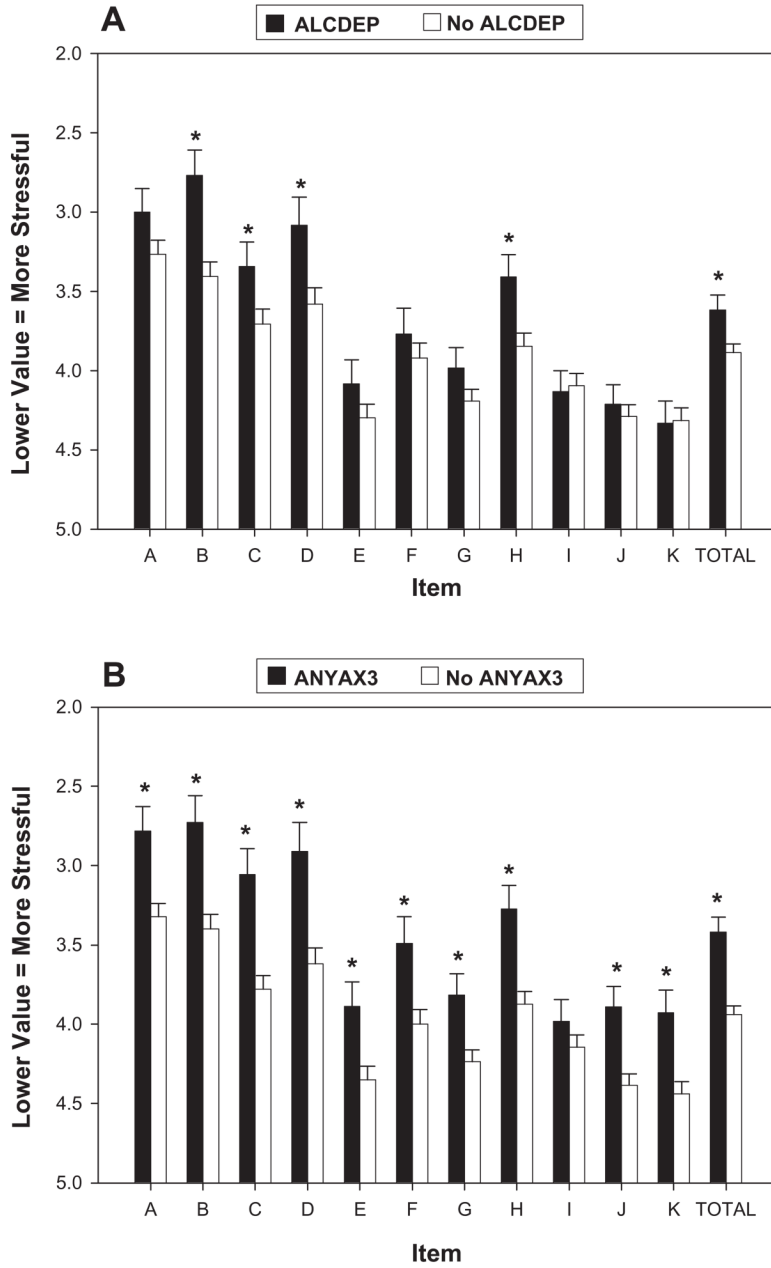 A
ALCDEP No ALCDEP
2.0
2.5
3.0
3.5
4.0
4.5
5.0
Lower Value = More Stressful
* * * * *
A B C D E F G H I J K TOTAL
Item
B
ANYAX3 No ANYAX3
2.0
2.5
3.0
3.5
4.0
4.5
5.0
Lower Value = More Stressful
* * * * * * * * * * *
A B C D E F G H I J K TOTAL
Item